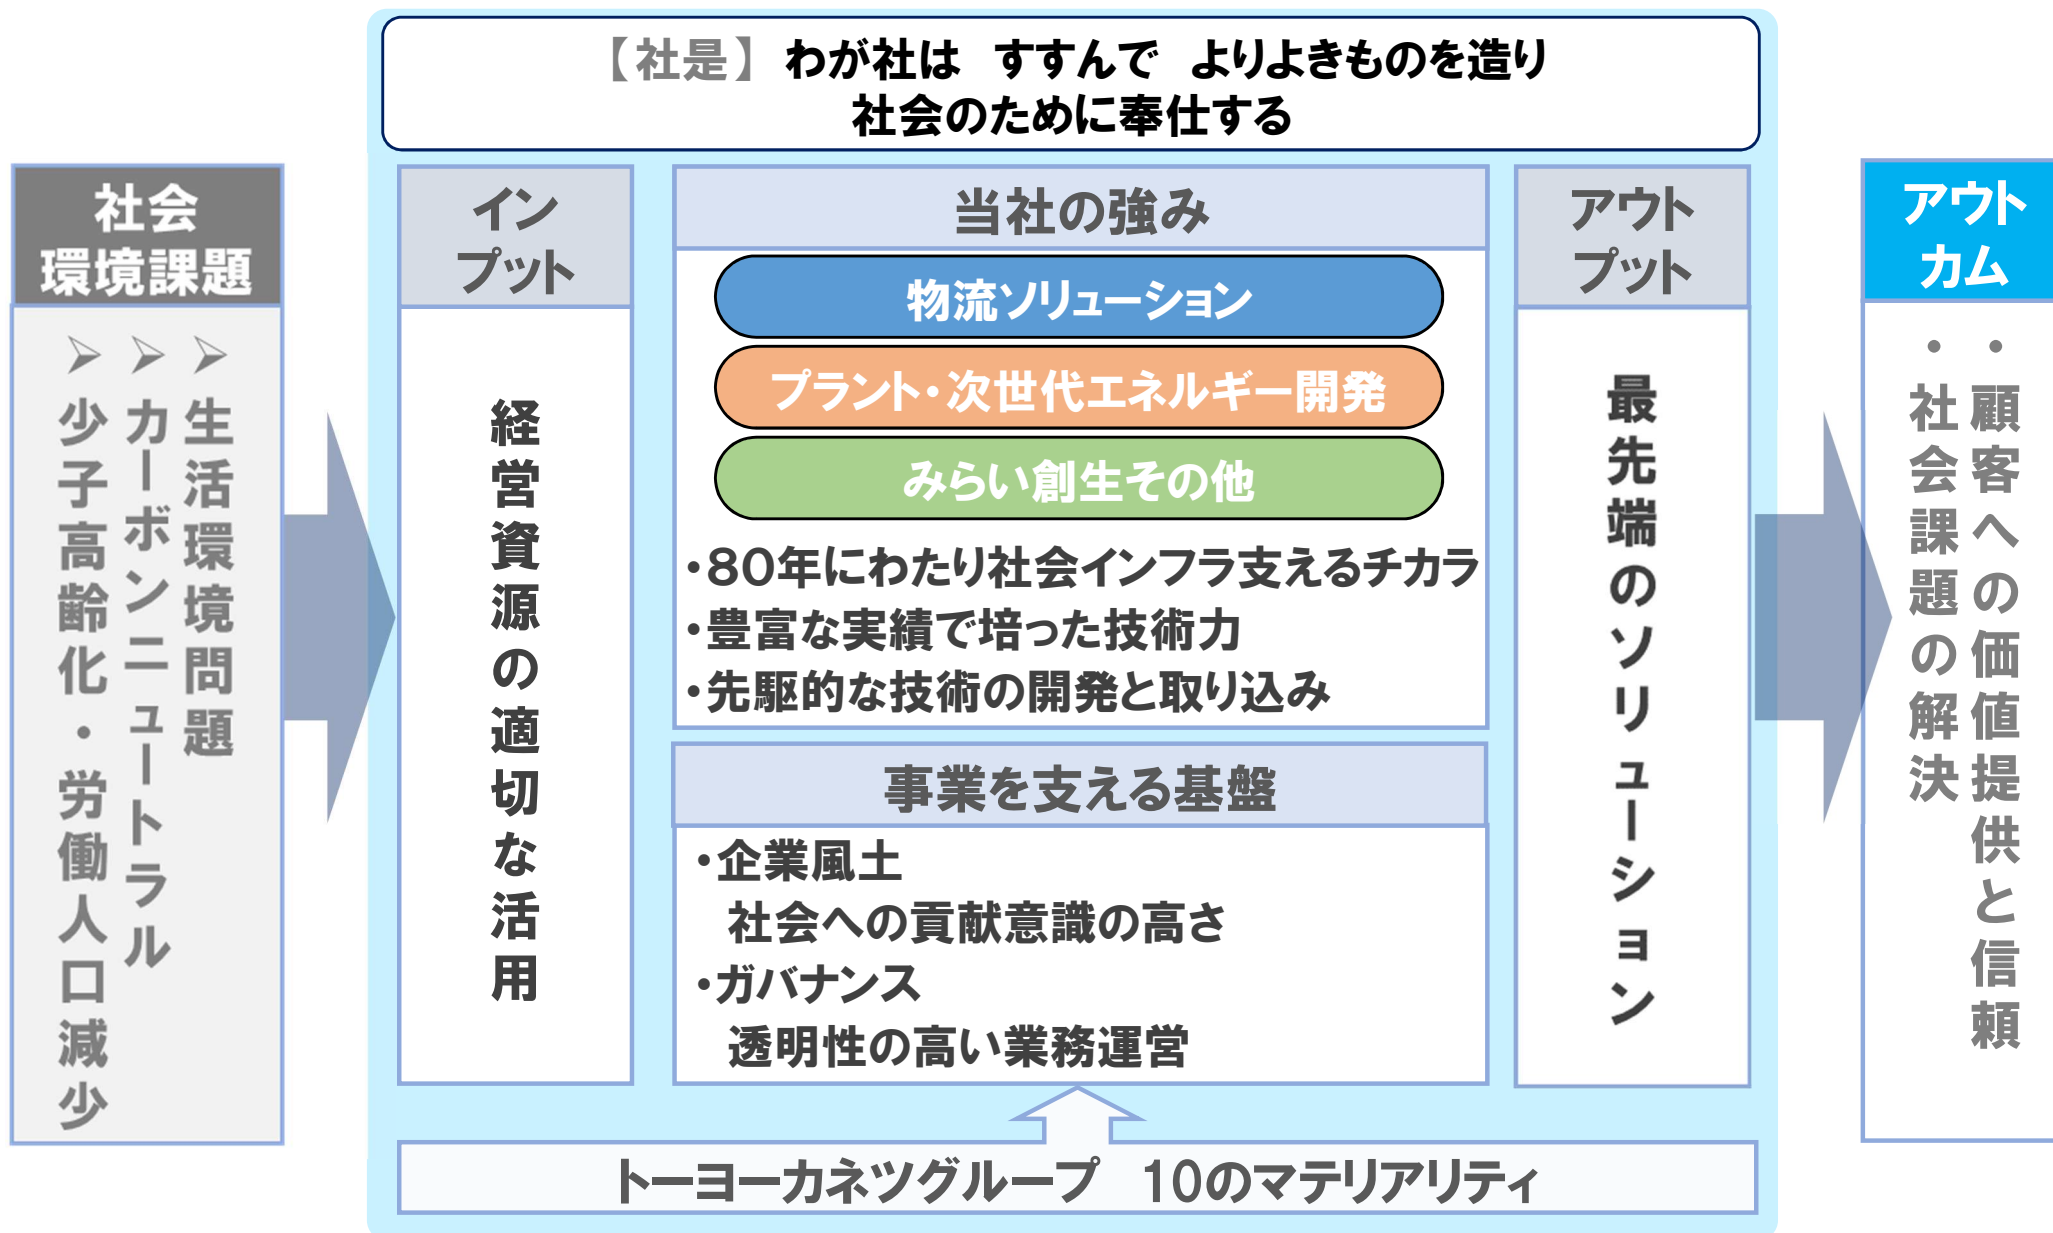 【社是】 わが社は すすんで よりよきものを造り
社会のために奉仕する
社会
環境課題
➢生活環境問題
➢カーボンニュートラル
➢少子高齢化・労働人口減少
イン
プット
経営資源の適切な活用
当社の強み
物流ソリューション
プラント・次世代エネルギー開発
みらい創生その他
・80年にわたり社会インフラ支えるチカラ
・豊富な実績で培った技術力
・先駆的な技術の開発と取り込み
事業を支える基盤
・企業風土
社会への貢献意識の高さ
・ガバナンス
透明性の高い業務運営
アウト
プット
最先端のソリューション
アウト
カム
・顧客への価値提供と信頼
・社会課題の解決
トーヨーカネツグループ 10のマテリアリティ